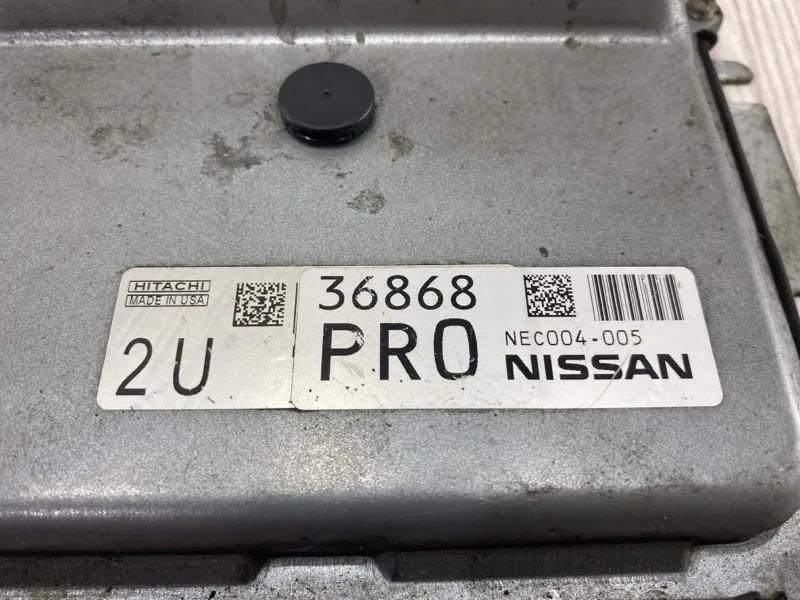 HITACHI
MADE IN USA
2U
36868
PRO
NEC004-005
NISSAN